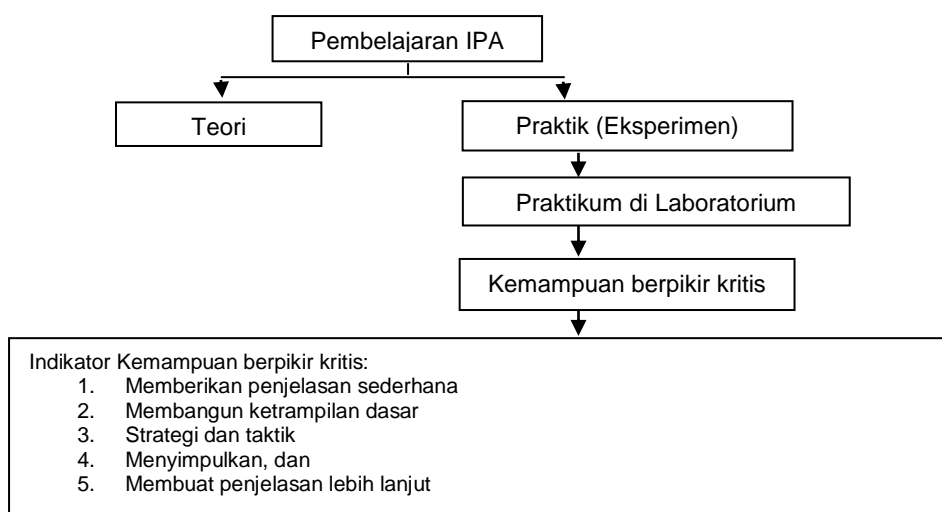 Pembelajaran IPA
Teori
Praktik (Eksperimen)
Praktikum di Laboratorium
Kemampuan berpikir kritis
Indikator Kemampuan berpikir kritis:
1. Memberikan penjelasan sederhana
2. Membangun ketrampilan dasar
3. Strategi dan taktik
4. Menyimpulkan, dan
5. Membuat penjelasan lebih lanjut